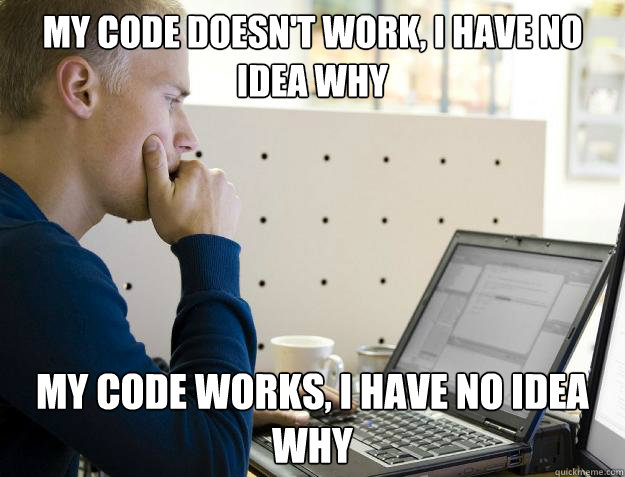 MY CODE DOESN'T WORK, I HAVE NO
IDEA WHY
MY CODE WORKS, I HAVE NO IDEA
WHY
quickmeme.com